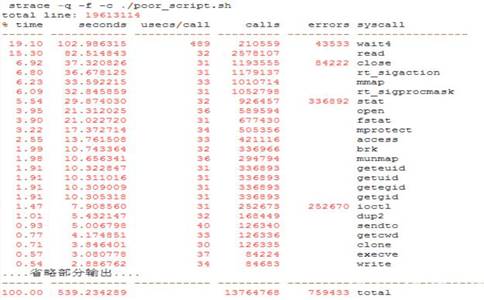 strace -q -f -c ./poor_script.sh
total line: 19613114
% time seconds usecs/call calls errors syscall
------ ----------- ----------- --------- --------- ----------------
19.10 102.986315 489 210559 43533 wait4
15.30 82.514843 32 2578107 read
6.92 37.320826 31 1193555 84222 close
6.80 36.678125 31 1179137 rt_sigaction
6.23 33.592215 33 1010714 mmap
6.09 32.845859 31 1052798 rt_sigprocmask
5.54 29.874030 32 926457 336892 stat
3.95 21.312025 36 589594 open
3.90 21.022720 31 677430 fstat
3.22 17.372714 34 505356 mprotect
2.55 13.761508 33 421116 access
1.99 10.743364 32 336966 brk
1.98 10.656341 36 294794 munmap
1.91 10.322847 31 336893 geteuid
1.91 10.311016 31 336893 getuid
1.91 10.309009 31 336893 getegid
1.91 10.305318 31 336893 getgid
1.47 7.908560 31 252673 252670 ioctl
1.01 5.432147 32 168449 dup2
0.93 5.006798 40 126340 sendto
0.77 4.174851 33 126336 getcwd
0.71 3.846401 30 126335 clone
0.57 3.080778 37 84224 execve
0.54 2.886762 34 84683 write
....省略部分输出....
------ ----------- ----------- --------- --------- ----------------
100.00 539.234289 13764768 759433 total